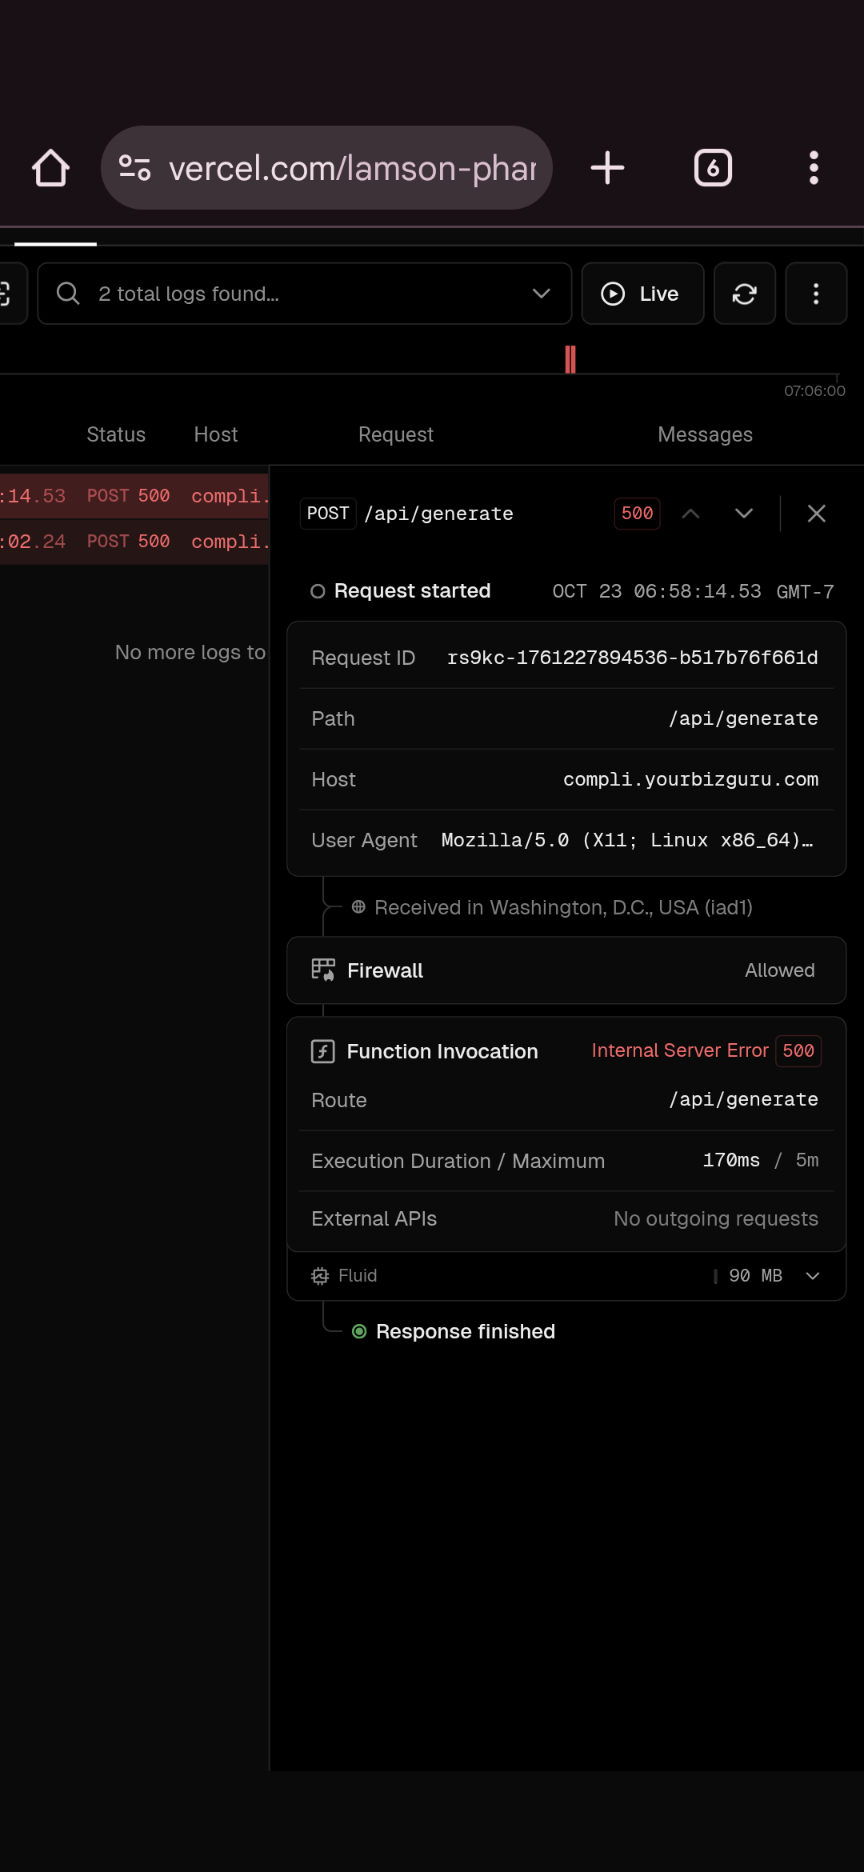 vercel.com/lamson-phar
6
2 total logs found...
Live
07:06:00
Status Host Request Messages
:14.53 POST 500 compli.
:02.24 POST 500 compli.
No more logs to
POST /api/generate 500
Request started OCT 23 06:58:14.53 GMT-7
Request ID rs9kc-1761227894536-b517b76f661d
Path /api/generate
Host compli.yourbizguru.com
User Agent Mozilla/5.0 (X11; Linux x86_64)…
Received in Washington, D.C., USA (iad1)
Firewall Allowed
Function Invocation Internal Server Error 500
Route /api/generate
Execution Duration / Maximum 170ms / 5m
External APIs No outgoing requests
Fluid 90 MB
Response finished